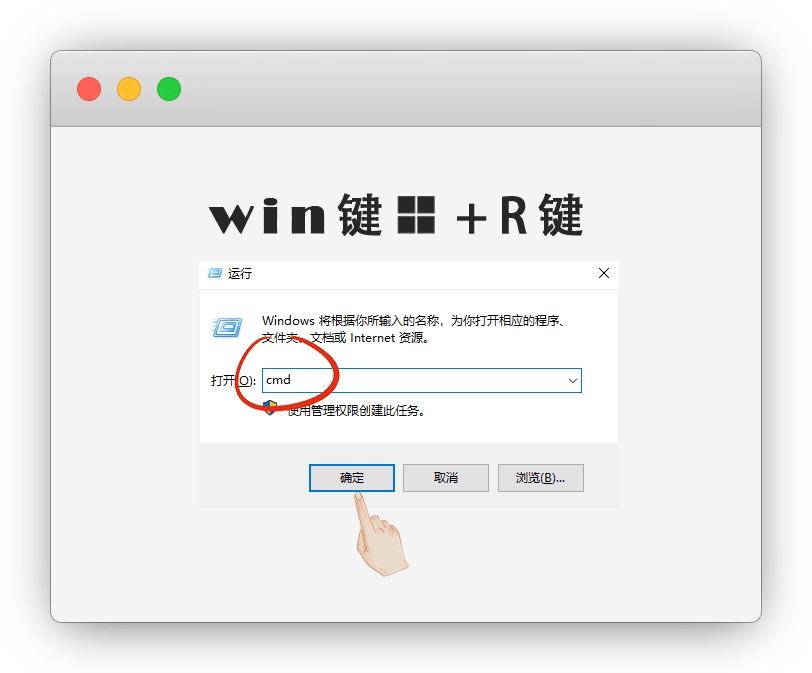 win键 +R键
运行
Windows 将根据你所输入的名称，为你打开相应的程序、
文件夹、文档或 Internet 资源。
打开(O): cmd
使用管理权限创建此任务。
确定 取消 浏览(B)...